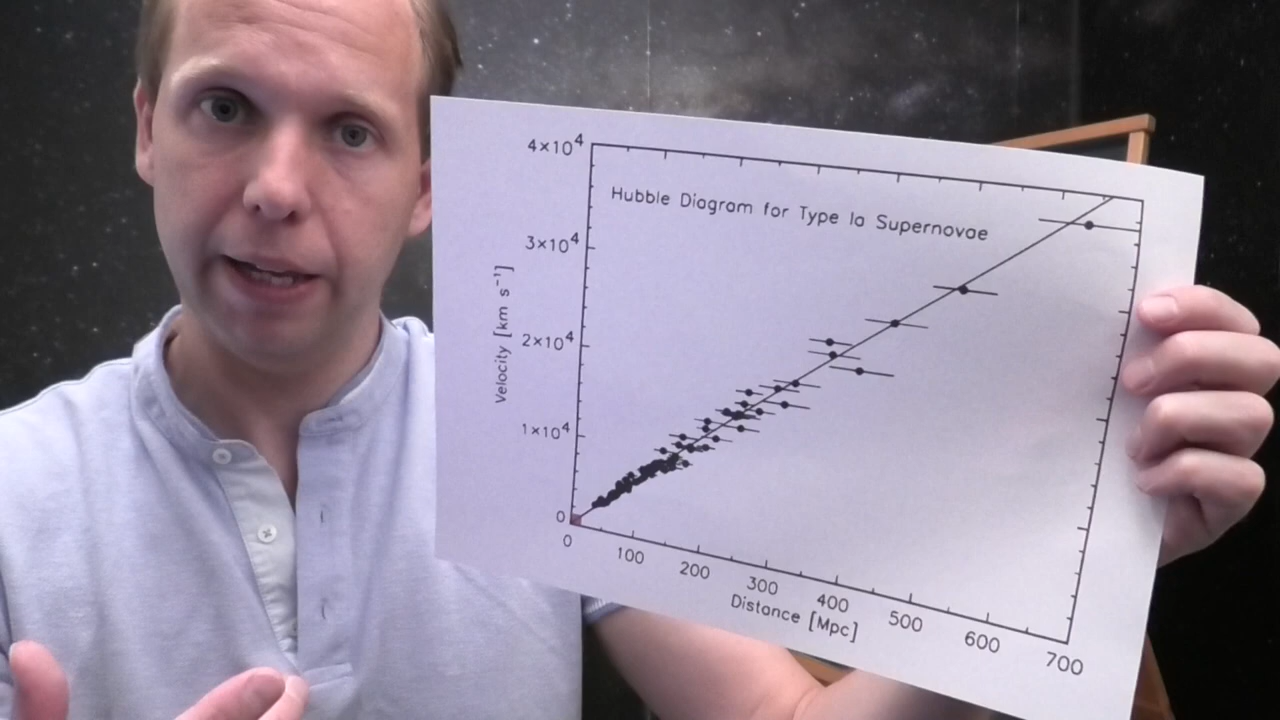 4×10⁴
Hubble Diagram for Type Ia Supernovae
3×10⁴
Velocity [km s⁻¹]
2×10⁴
1×10⁴
0
0 100 200 300 400 500 600 700
Distance [Mpc]